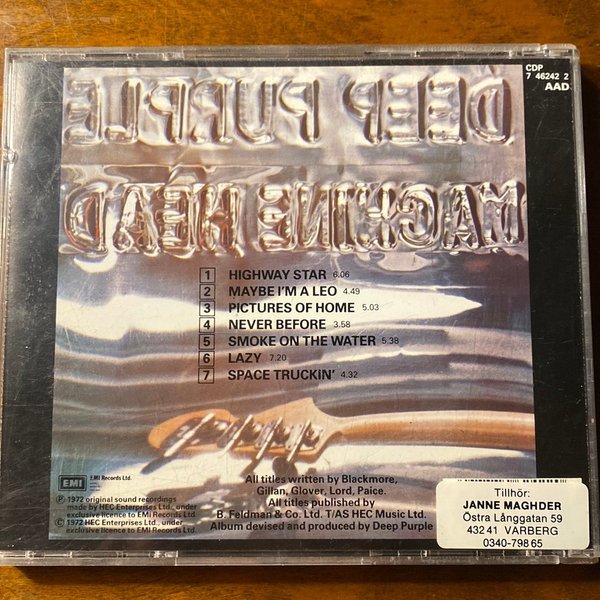 CDP
7 46242 2
AAD
DEEP PURPLE
MACHINE HEAD
1 HIGHWAY STAR 6.06
2 MAYBE I'M A LEO 4.49
3 PICTURES OF HOME 5.03
4 NEVER BEFORE 3.58
5 SMOKE ON THE WATER 5.38
6 LAZY 7.20
7 SPACE TRUCKIN' 4.32
EMI
EMI Records Ltd.
All titles written by Blackmore,
Gillan, Glover, Lord, Paice.
All titles published by
B. Feldman & Co. Ltd. T/AS HEC Music Ltd.
Album devised and produced by Deep Purple
℗ 1972 original sound recordings
made by HEC Enterprises Ltd., under
exclusive licence to EMI Records Ltd.
© 1972 HEC Enterprises Ltd., under
exclusive licence to EMI Records Ltd.
Tillhör:
JANNE MAGHDER
Östra Långgatan 59
432 41 VARBERG
0340-798 65